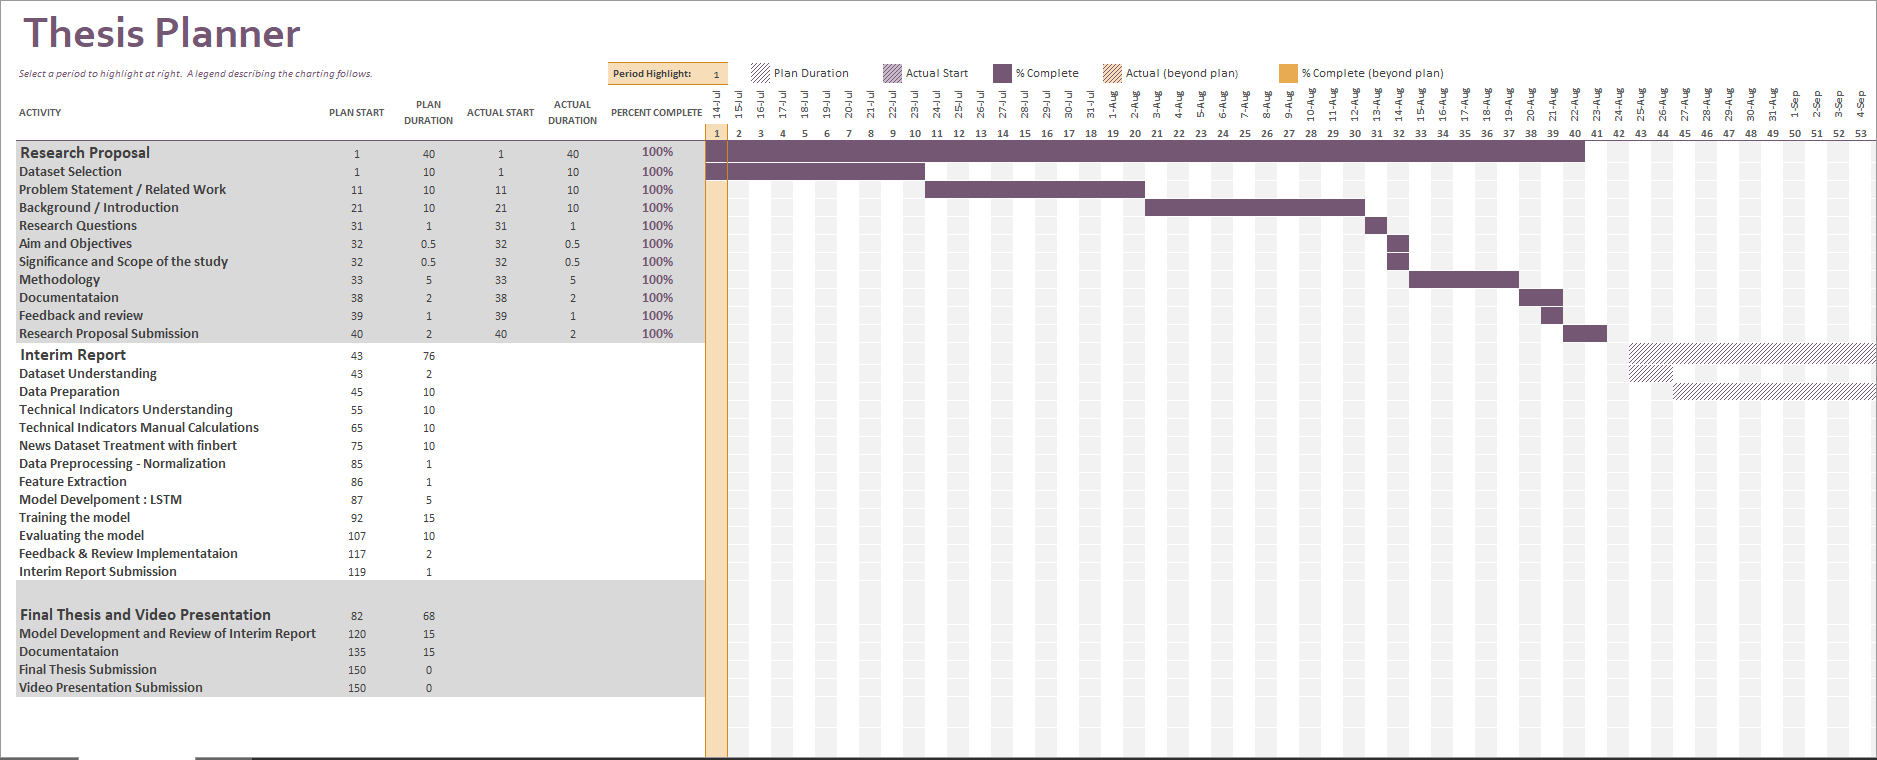 Thesis Planner
Select a period to highlight at right.  A legend describing the charting follows.
Period Highlight: 1
Plan Duration
Actual Start
% Complete
Actual (beyond plan)
% Complete (beyond plan)
ACTIVITY PLAN START PLAN DURATION ACTUAL START ACTUAL DURATION PERCENT COMPLETE
14-Jul 15-Jul 16-Jul 17-Jul 18-Jul 19-Jul 20-Jul 21-Jul 22-Jul 23-Jul 24-Jul 25-Jul 26-Jul 27-Jul 28-Jul 29-Jul 30-Jul 31-Jul 1-Aug 2-Aug 3-Aug 4-Aug 5-Aug 6-Aug 7-Aug 8-Aug 9-Aug 10-Aug 11-Aug 12-Aug 13-Aug 14-Aug 15-Aug 16-Aug 17-Aug 18-Aug 19-Aug 20-Aug 21-Aug 22-Aug 23-Aug 24-Aug 25-Aug 26-Aug 27-Aug 28-Aug 29-Aug 30-Aug 31-Aug 1-Sep 2-Sep 3-Sep 4-Sep
1 2 3 4 5 6 7 8 9 10 11 12 13 14 15 16 17 18 19 20 21 22 23 24 25 26 27 28 29 30 31 32 33 34 35 36 37 38 39 40 41 42 43 44 45 46 47 48 49 50 51 52 53
Research Proposal 1 40 1 40 100%
Dataset Selection 1 10 1 10 100%
Problem Statement / Related Work 11 10 11 10 100%
Background / Introduction 21 10 21 10 100%
Research Questions 31 1 31 1 100%
Aim and Objectives 32 0.5 32 0.5 100%
Significance and Scope of the study 32 0.5 32 0.5 100%
Methodology 33 5 33 5 100%
Documentataion 38 2 38 2 100%
Feedback and review 39 1 39 1 100%
Research Proposal Submission 40 2 40 2 100%
Interim Report 43 76
Dataset Understanding 43 2
Data Preparation 45 10
Technical Indicators Understanding 55 10
Technical Indicators Manual Calculations 65 10
News Dataset Treatment with finbert 75 10
Data Preprocessing - Normalization 85 1
Feature Extraction 86 1
Model Develpoment : LSTM 87 5
Training the model 92 15
Evaluating the model 107 10
Feedback & Review Implementataion 117 2
Interim Report Submission 119 1
Final Thesis and Video Presentation 82 68
Model Development and Review of Interim Report 120 15
Documentataion 135 15
Final Thesis Submission 150 0
Video Presentation Submission 150 0